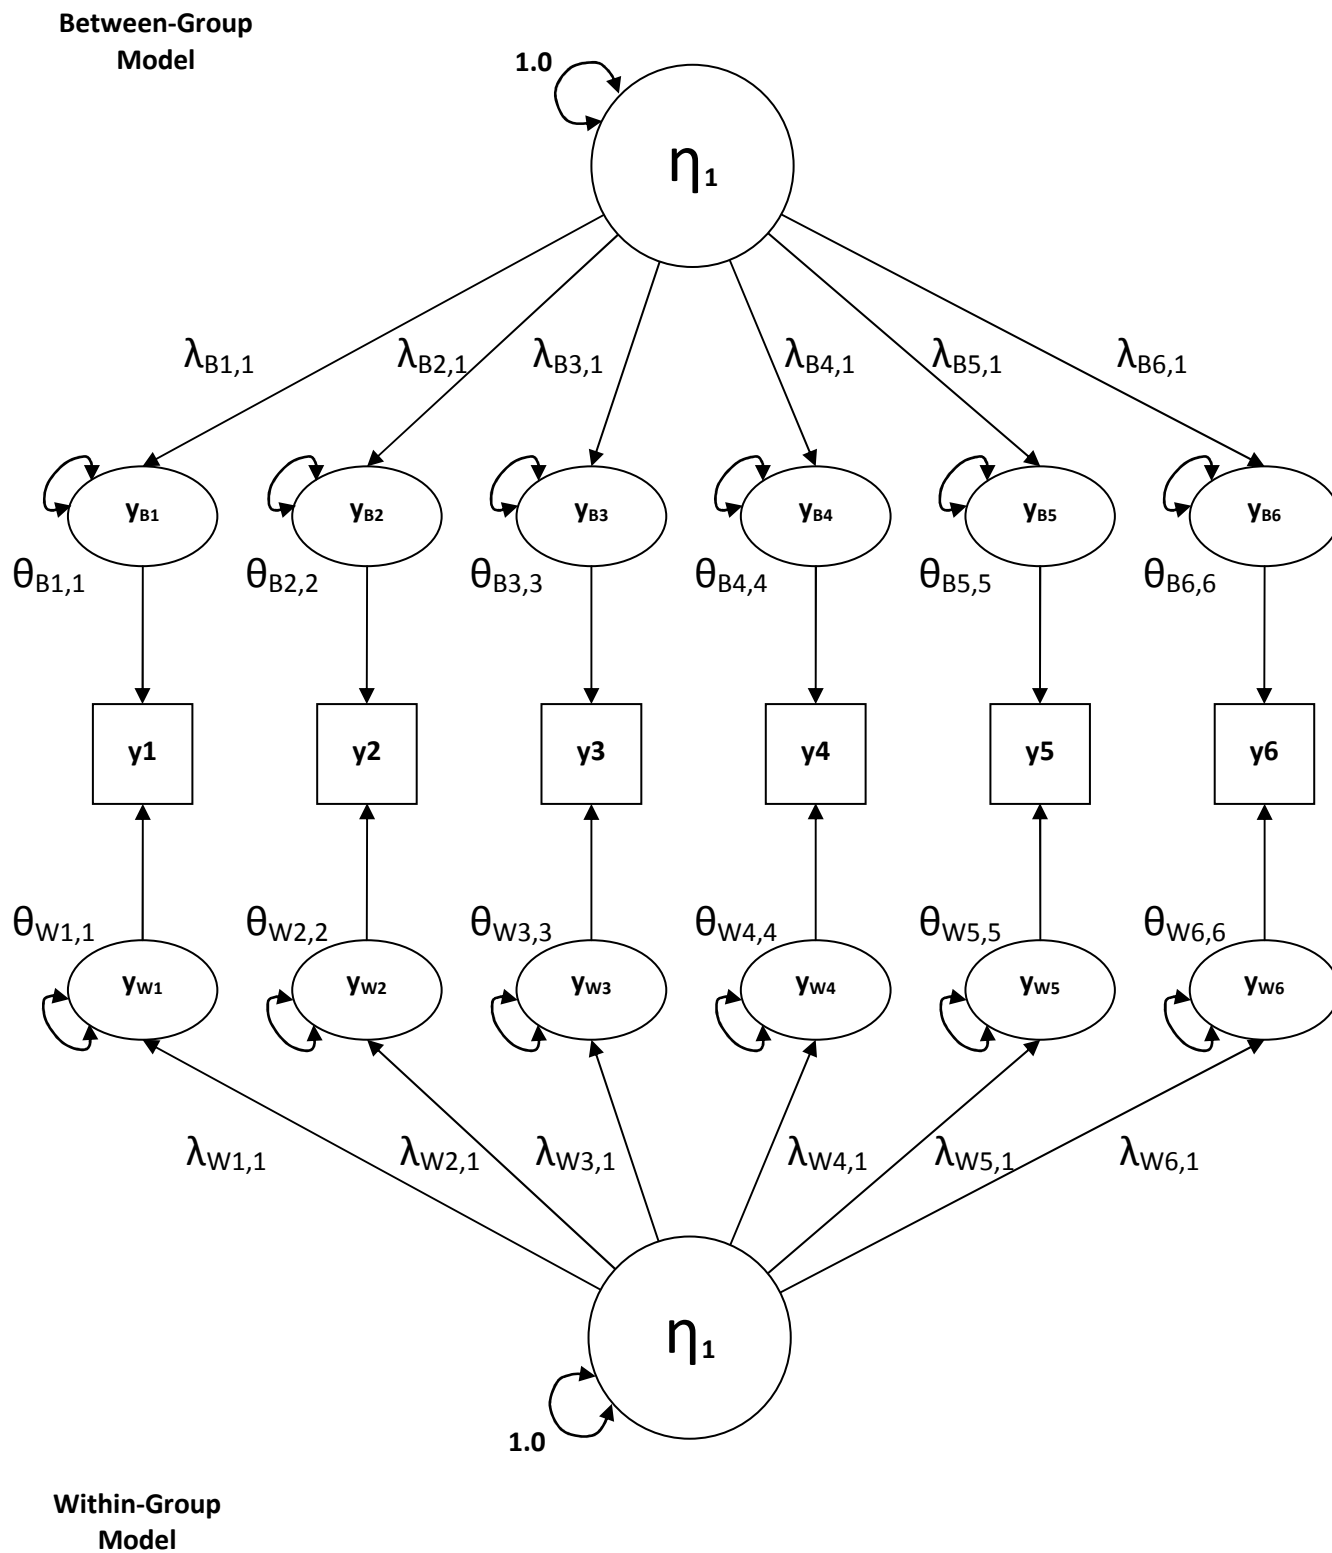 Between-Group
Model
1.0
η1
λB1,1 λB2,1 λB3,1 λB4,1 λB5,1 λB6,1
yB1 yB2 yB3 yB4 yB5 yB6
θB1,1 θB2,2 θB3,3 θB4,4 θB5,5 θB6,6
y1 y2 y3 y4 y5 y6
θW1,1 θW2,2 θW3,3 θW4,4 θW5,5 θW6,6
yW1 yW2 yW3 yW4 yW5 yW6
λW1,1 λW2,1 λW3,1 λW4,1 λW5,1 λW6,1
η1
1.0
Within-Group
Model